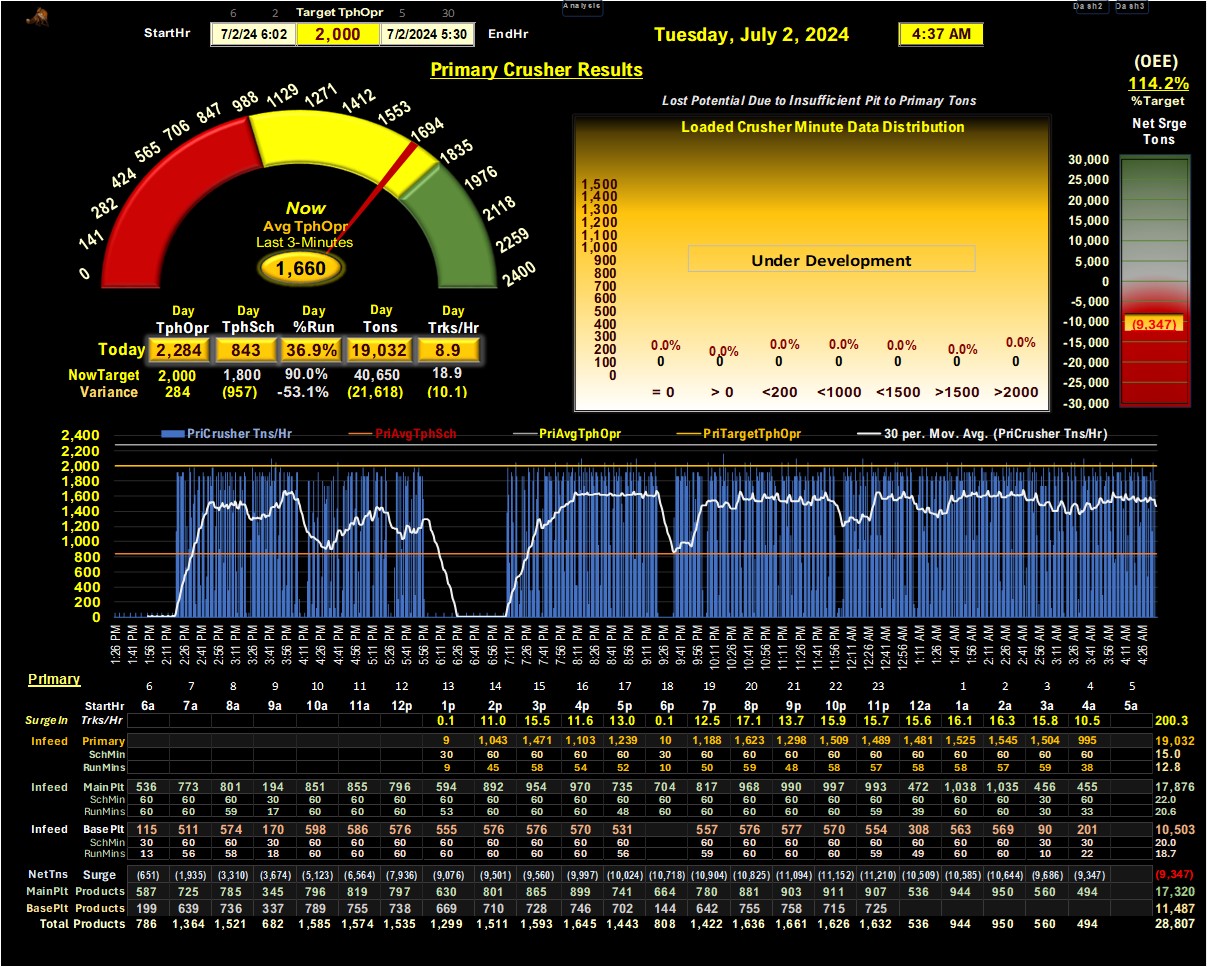 6 2 Target TphOpr 5 30
Analysis Dash2 Dash3
StartHr 7/2/24 6:02 2,000 7/2/2024 5:30 EndHr
Tuesday, July 2, 2024 4:37 AM
Primary Crusher Results
(OEE)
114.2%
%Target
Net Srge
Tons
0 141 282 424 565 706 847 988 1129 1271 1412 1553 1694 1835 1976 2118 2259 2400
Now
Avg TphOpr
Last 3-Minutes
1,660
Lost Potential Due to Insufficient Pit to Primary Tons
Loaded Crusher Minute Data Distribution
1,500
1,400
1,300
1,200
1,100
1,000
900
800
700
600
500
400
300
200
100
0
Under Development
0.0% 0.0% 0.0% 0.0% 0.0% 0.0% 0.0%
0 0 0 0 0 0 0
= 0 > 0 <200 <1000 <1500 >1500 >2000
30,000
25,000
20,000
15,000
10,000
5,000
0
-5,000
-10,000
-15,000
-20,000
-25,000
-30,000
(9,347)
Day Day Day Day Day
TphOpr TphSch %Run Tons Trks/Hr
Today 2,284 843 36.9% 19,032 8.9
NowTarget 2,000 1,800 90.0% 40,650 18.9
Variance 284 (957) -53.1% (21,618) (10.1)
PriCrusher Tns/Hr PriAvgTphSch PriAvgTphOpr PriTargetTphOpr 30 per. Mov. Avg. (PriCrusher Tns/Hr)
2,400
2,200
2,000
1,800
1,600
1,400
1,200
1,000
800
600
400
200
0
1:26 PM 1:41 PM 1:56 PM 2:11 PM 2:26 PM 2:41 PM 2:56 PM 3:11 PM 3:26 PM 3:41 PM 3:56 PM 4:11 PM 4:26 PM 4:41 PM 4:56 PM 5:11 PM 5:26 PM 5:41 PM 5:56 PM 6:11 PM 6:26 PM 6:41 PM 6:56 PM 7:11 PM 7:26 PM 7:41 PM 7:56 PM 8:11 PM 8:26 PM 8:41 PM 8:56 PM 9:11 PM 9:26 PM 9:41 PM 9:56 PM 10:11 PM 10:26 PM 10:41 PM 10:56 PM 11:11 PM 11:26 PM 11:41 PM 11:56 PM 12:11 AM 12:26 AM 12:41 AM 12:56 AM 1:11 AM 1:26 AM 1:41 AM 1:56 AM 2:11 AM 2:26 AM 2:41 AM 2:56 AM 3:11 AM 3:26 AM 3:41 AM 3:56 AM 4:11 AM 4:26 AM
Primary
6 7 8 9 10 11 12 13 14 15 16 17 18 19 20 21 22 23 1 2 3 4 5
StartHr 6a 7a 8a 9a 10a 11a 12p 1p 2p 3p 4p 5p 6p 7p 8p 9p 10p 11p 12a 1a 2a 3a 4a 5a
SurgeIn Trks/Hr 0.1 11.0 15.5 11.6 13.0 0.1 12.5 17.1 13.7 15.9 15.7 15.6 16.1 16.3 15.8 10.5 200.3
Infeed Primary 9 1,043 1,471 1,103 1,239 10 1,188 1,623 1,298 1,509 1,489 1,481 1,525 1,545 1,504 995 19,032
SchMin 30 60 60 60 60 30 60 60 60 60 60 60 60 60 60 60 15.0
RunMins 9 45 58 54 52 10 50 59 48 58 57 58 58 57 59 38 12.8
Infeed MainPlt 536 773 801 194 851 855 796 594 892 954 970 735 704 817 968 990 997 993 472 1,038 1,035 456 455 17,876
SchMin 60 60 60 30 60 60 60 60 60 60 60 60 60 60 60 60 60 60 60 60 60 30 60 22.0
RunMins 60 60 59 17 60 60 60 53 60 60 60 48 60 60 60 60 60 59 39 60 60 30 33 20.6
Infeed BasePlt 115 511 574 170 598 586 576 555 576 576 570 531 557 576 577 570 554 308 563 569 90 201 10,503
SchMin 30 60 60 30 60 60 60 60 60 60 60 60 60 60 60 60 60 60 60 60 30 60 20.0
RunMins 13 56 58 18 60 60 60 60 60 60 60 56 59 60 60 60 59 49 60 60 10 22 18.7
NetTns Surge (651) (1,935) (3,310) (3,674) (5,123) (6,564) (7,936) (9,076) (9,501) (9,560) (9,997) (10,024) (10,718) (10,904) (10,825) (11,094) (11,152) (11,210) (10,509) (10,585) (10,644) (9,686) (9,347) (9,347)
MainPlt Products 587 725 785 345 796 819 797 630 801 865 899 741 664 780 881 903 911 907 536 944 950 560 494 17,320
BasePlt Products 199 639 736 337 789 755 738 669 710 728 746 702 144 642 755 758 715 725 11,487
Total Products 786 1,364 1,521 682 1,585 1,574 1,535 1,299 1,511 1,593 1,645 1,443 808 1,422 1,636 1,661 1,626 1,632 536 944 950 560 494 28,807